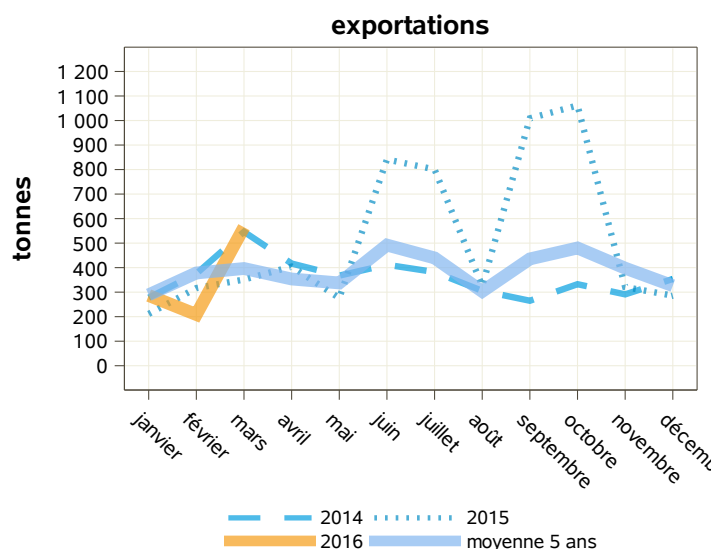 exportations
tonnes
1 200
1 100
1 000
900
800
700
600
500
400
300
200
100
0
janvier
février
mars
avril
mai
juin
juillet
août
septembre
octobre
novembre
décemb
2014
2015
2016
moyenne 5 ans